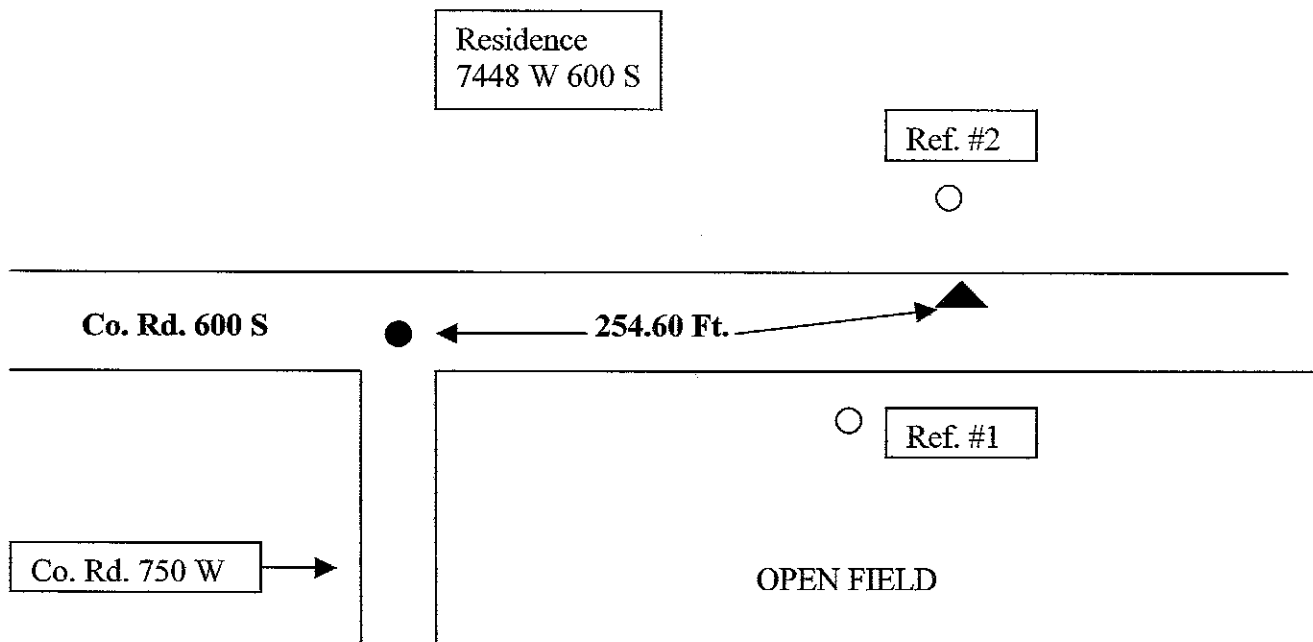 Residence
7448 W 600 S
Ref. #2
Co. Rd. 600 S
254.60 Ft.
Ref. #1
Co. Rd. 750 W
OPEN FIELD